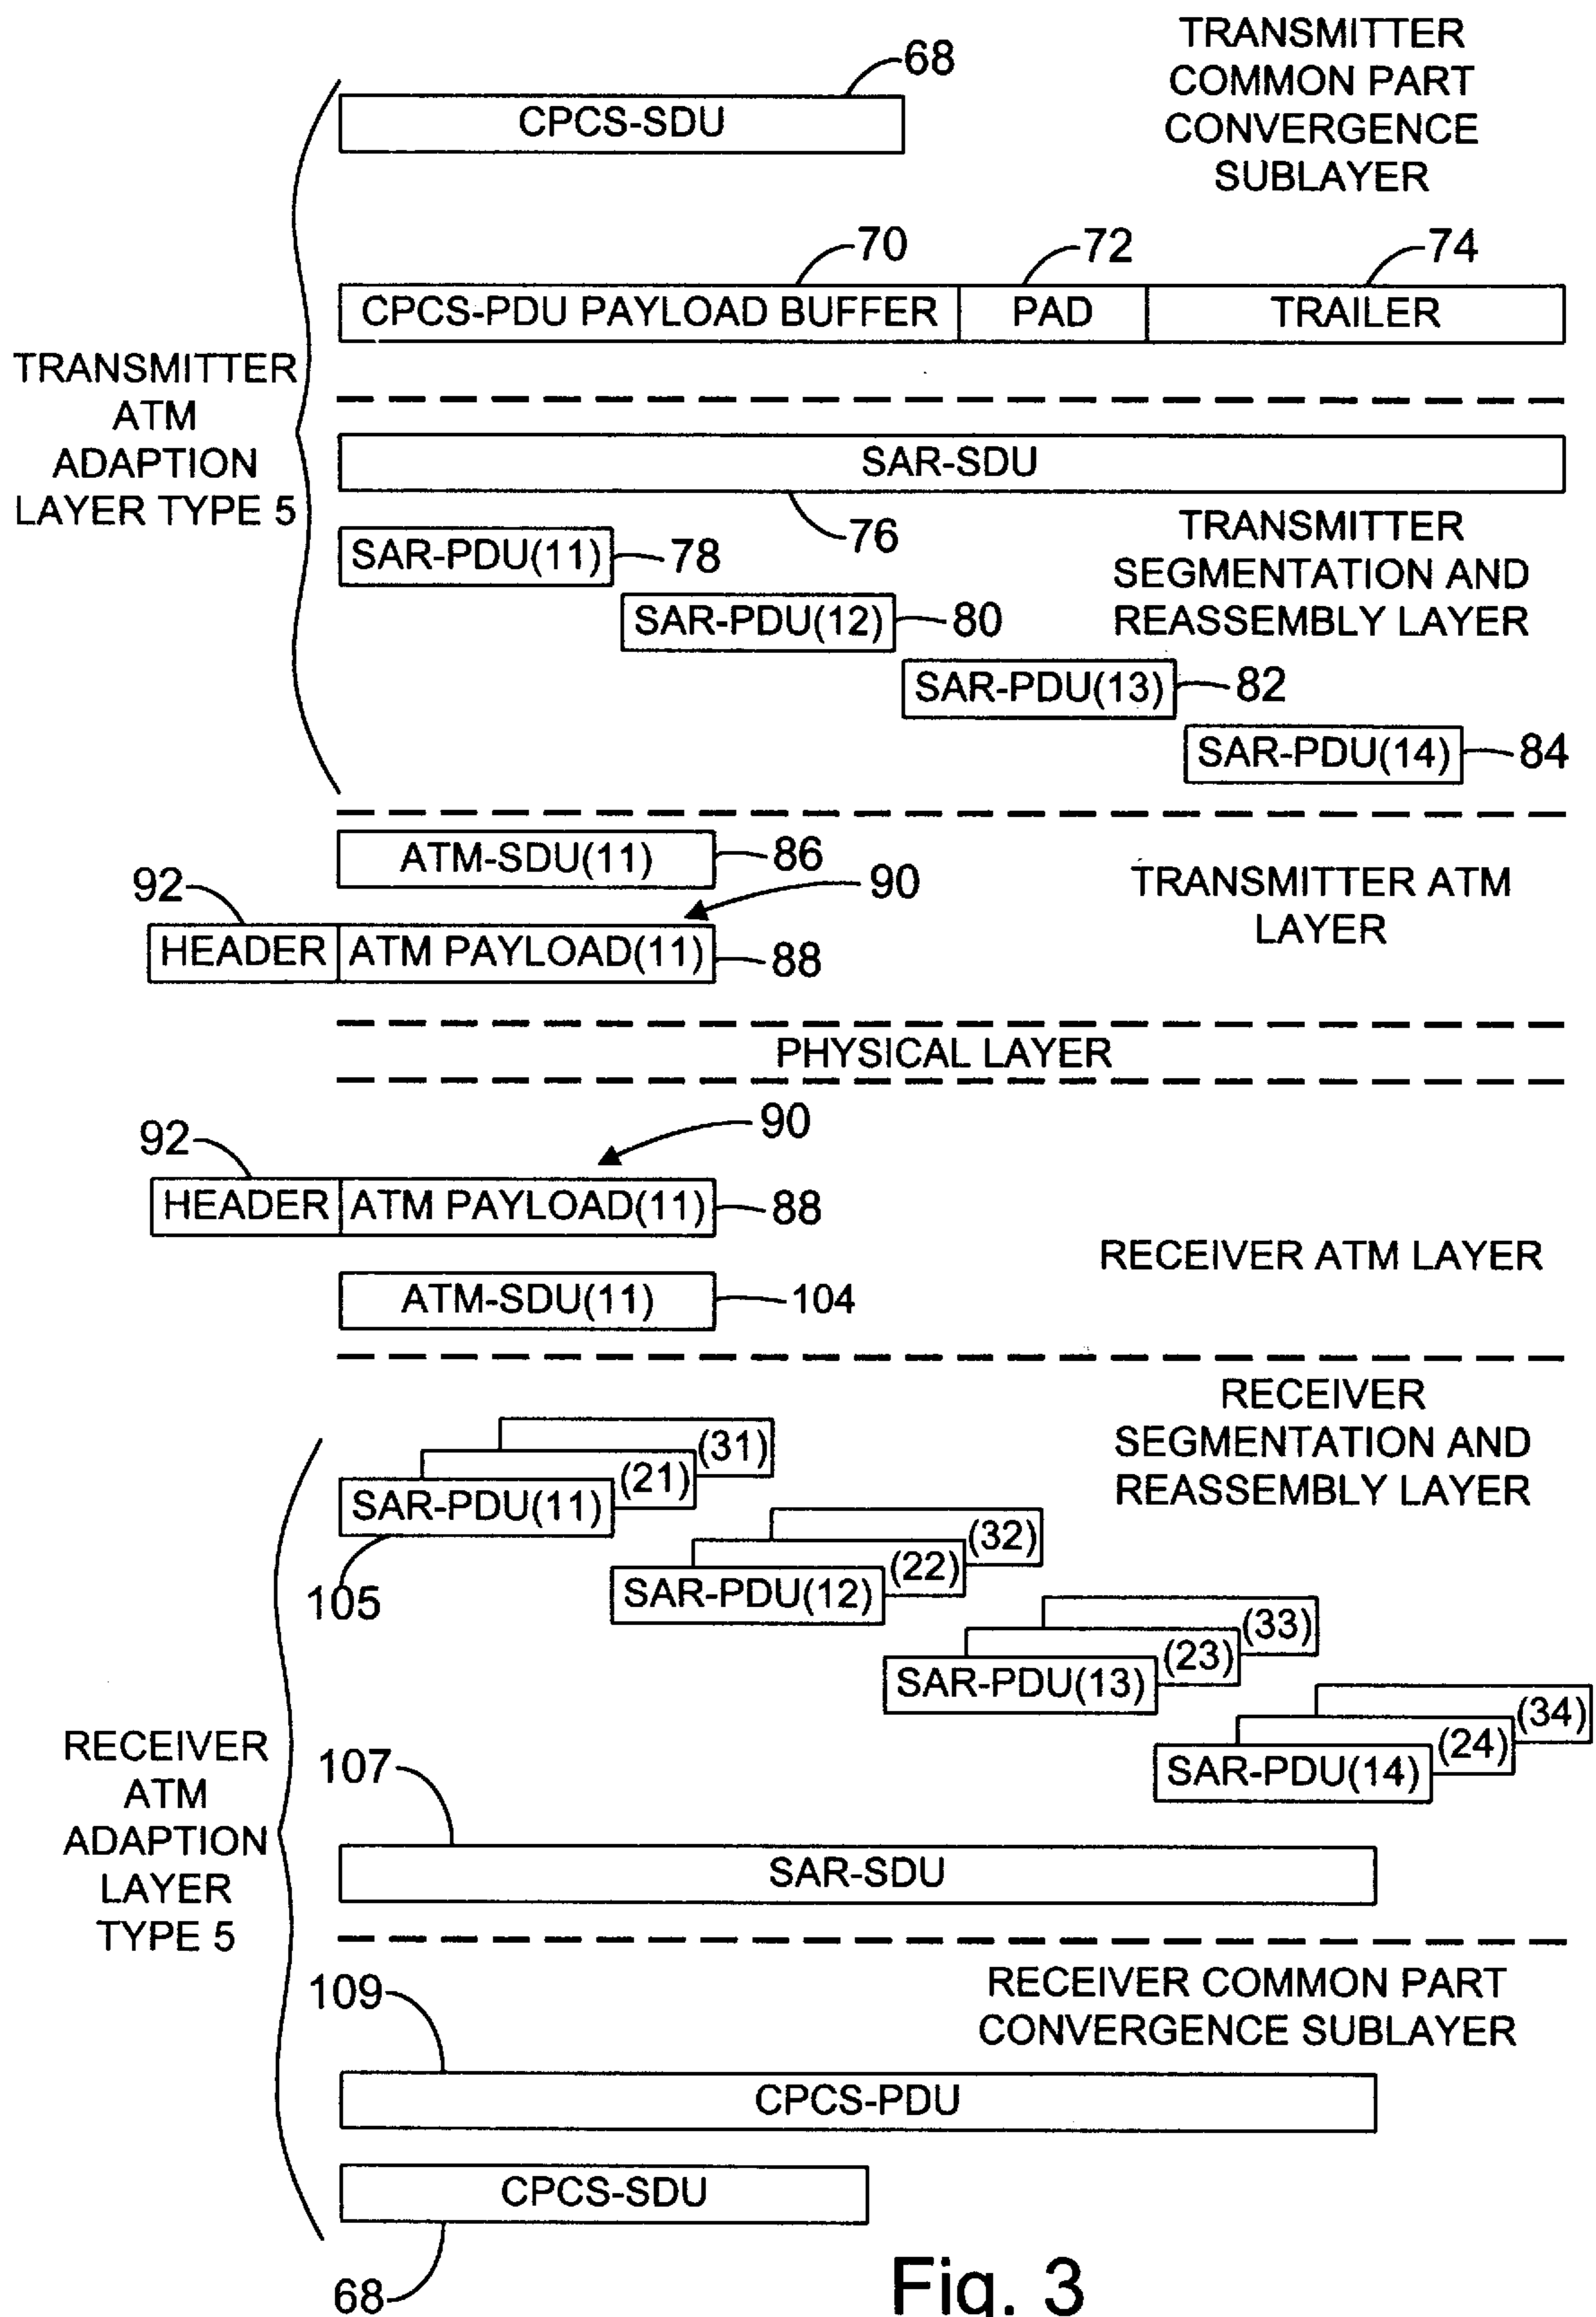 TRANSMITTER
COMMON PART
CONVERGENCE
SUBLAYER
68
CPCS-SDU
70
72
74
CPCS-PDU PAYLOAD BUFFER
PAD
TRAILER
TRANSMITTER
ATM
ADAPTION
LAYER TYPE 5
SAR-SDU
76
TRANSMITTER
SEGMENTATION AND
REASSEMBLY LAYER
SAR-PDU(11)
78
SAR-PDU(12)
80
SAR-PDU(13)
82
SAR-PDU(14)
84
ATM-SDU(11)
86
TRANSMITTER ATM
LAYER
92
90
HEADER
ATM PAYLOAD(11)
88
PHYSICAL LAYER
92
90
HEADER
ATM PAYLOAD(11)
88
RECEIVER ATM LAYER
ATM-SDU(11)
104
RECEIVER
SEGMENTATION AND
REASSEMBLY LAYER
(31)
(21)
SAR-PDU(11)
105
(32)
(22)
SAR-PDU(12)
(33)
(23)
SAR-PDU(13)
(34)
(24)
SAR-PDU(14)
RECEIVER
ATM
ADAPTION
LAYER
TYPE 5
107
SAR-SDU
RECEIVER COMMON PART
CONVERGENCE SUBLAYER
109
CPCS-PDU
CPCS-SDU
68
Fig. 3